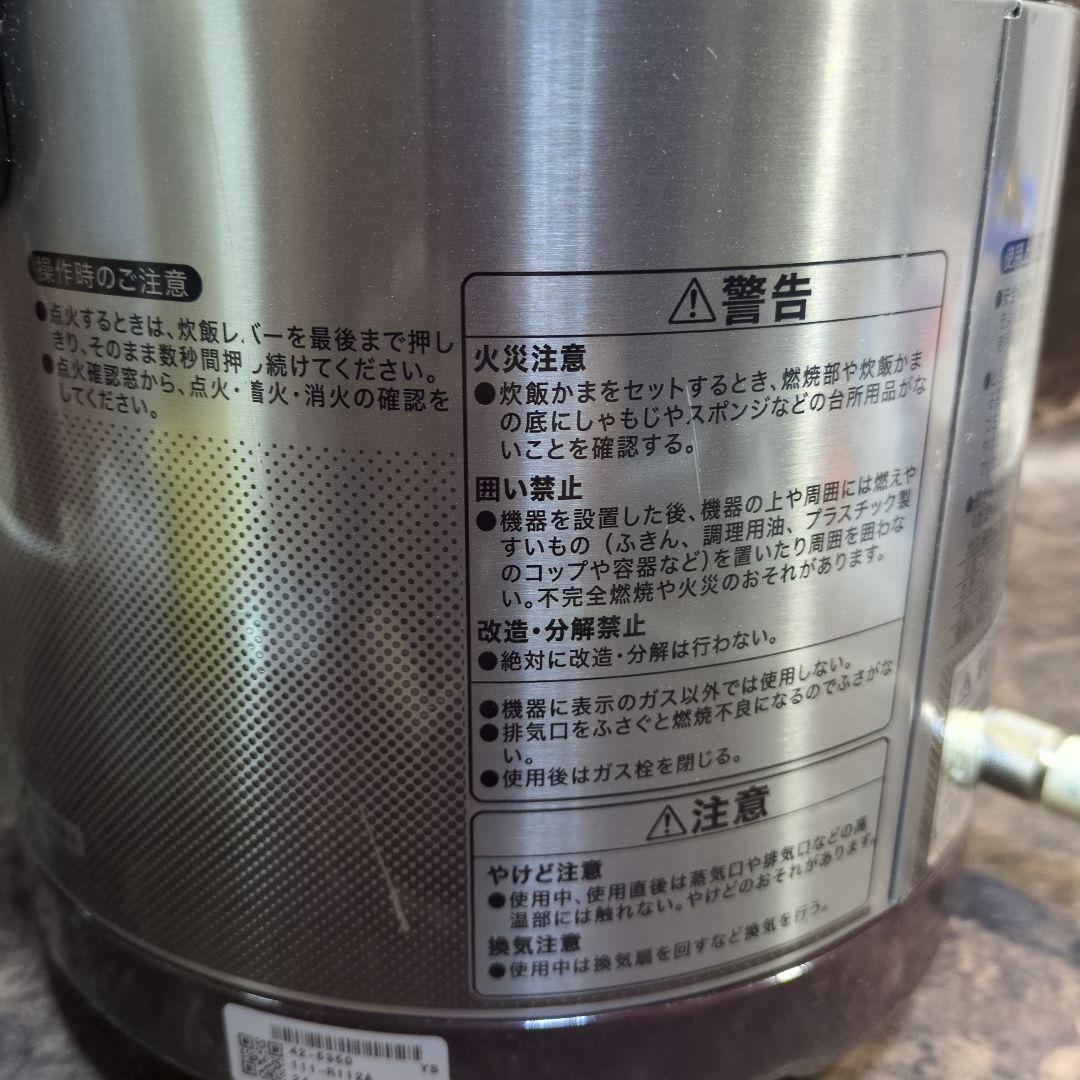 操作時のご注意
●点火するときは、炊飯レバーを最後まで押し
きり、そのまま数秒間押し続けてください。
●点火確認窓から、点火・着火・消火の確認を
してください。
⚠警告
火災注意
●炊飯かまをセットするとき、燃焼部や炊飯かま
の底にしゃもじやスポンジなどの台所用品がな
いことを確認する。
囲い禁止
●機器を設置した後、機器の上や周囲には燃えや
すいもの（ふきん、調理用油、プラスチック製
のコップや容器など）を置いたり周囲を囲わな
い。不完全燃焼や火災のおそれがあります。
改造・分解禁止
●絶対に改造・分解は行わない。
●機器に表示のガス以外では使用しない。
●排気口をふさぐと燃焼不良になるのでふさがな
い。
●使用後はガス栓を閉じる。
⚠注意
やけど注意
●使用中、使用直後は蒸気口や排気口などの高
温部には触れない。やけどのおそれがあります。
換気注意
●使用中は換気扇を回すなど換気を行う。
使用
42-5260 YS
111-R112A